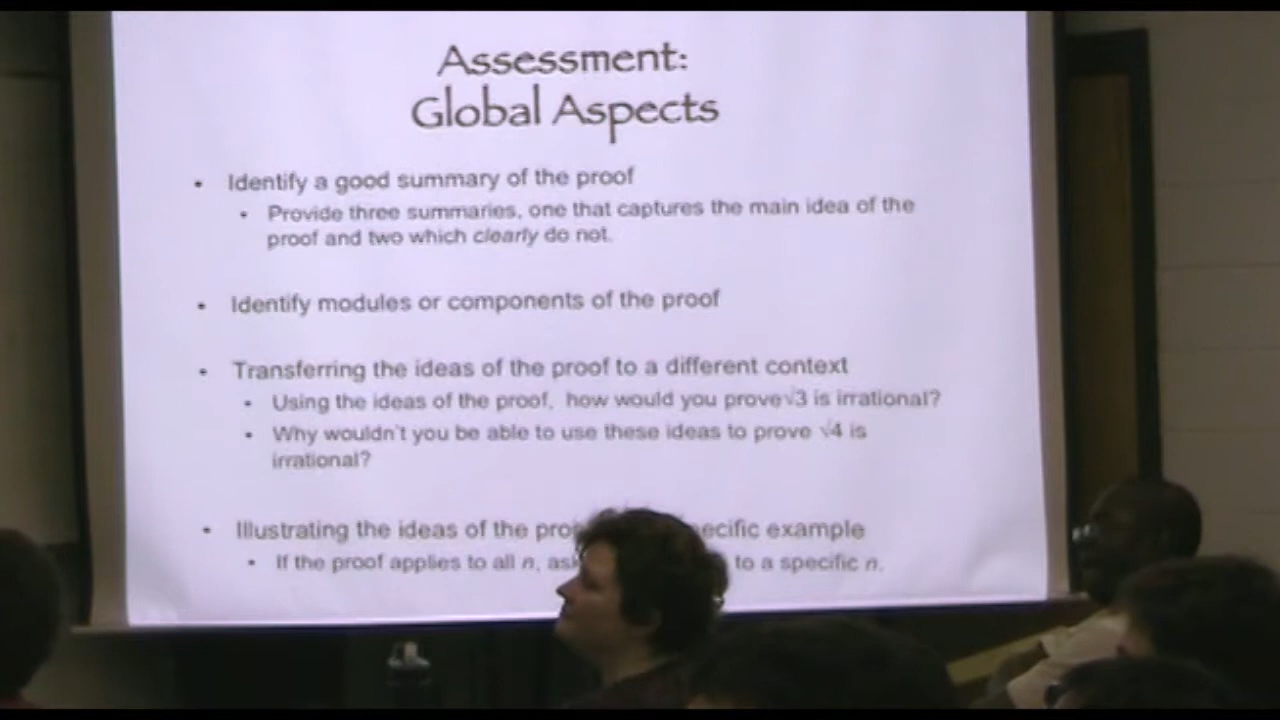 Assessment:
Global Aspects
• Identify a good summary of the proof
• Provide three summaries, one that captures the main idea of the
proof and two which clearly do not.
• Identify modules or components of the proof
• Transferring the ideas of the proof to a different context
• Using the ideas of the proof, how would you prove √3 is irrational?
• Why wouldn't you be able to use these ideas to prove √4 is
irrational?
• Illustrating the ideas of the example
• If the proof applies to all n, to a specific n.